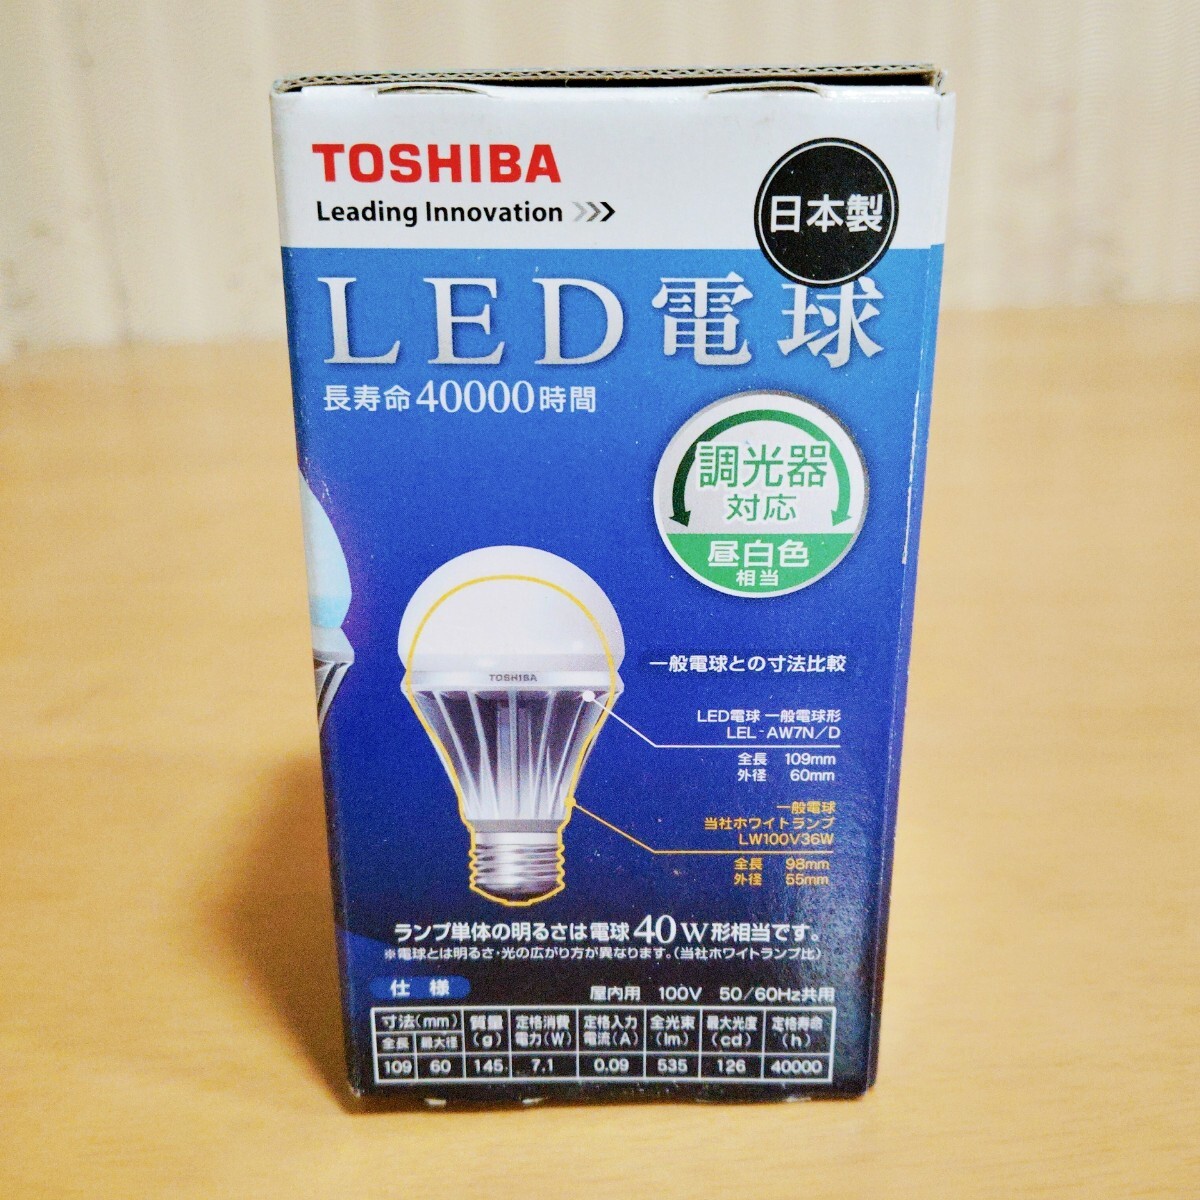 TOSHIBA
Leading Innovation >>>
日本製
LED電球
長寿命40000時間
調光器
対応
昼白色
相当
TOSHIBA
一般電球との寸法比較
LED電球 一般電球形
LEL-AW7N/D
全長 109mm
外径 60mm
一般電球
当社ホワイトランプ
LW100V36W
全長 98mm
外径 55mm
ランプ単体の明るさは電球40W形相当です。
※電球とは明るさ・光の広がり方が異なります。(当社ホワイトランプ比)
仕様
屋内用 100V 50/60Hz共用
寸法(mm) 質量(g) 定格消費電力(W) 定格入力電流(A) 全光束(lm) 最大光度(cd) 定格寿命(h)
全長 最大径
109 60 145 7.1 0.09 535 126 40000